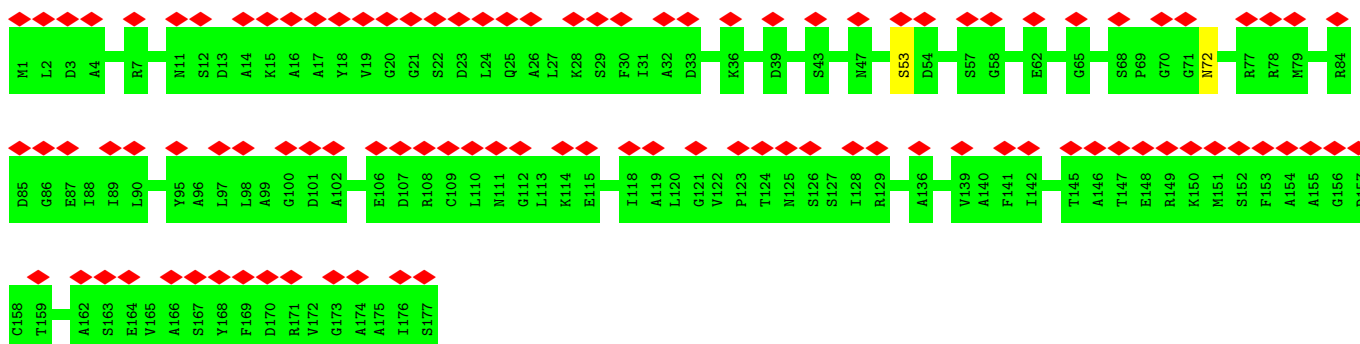 M1 L2 D3 A4 R7 N11 S12 D13 A14 K15 A16 A17 Y18 V19 G20 G21 S22 D23 L24 Q25 A26 L27 K28 S29 F30 I31 A32 D33 K36 D39 S43 N47 S53 D54 S57 G58 E62 G65 S68 P69 G70 G71 N72 R77 R78 M79 R84
D85 G86 E87 I88 I89 L90 Y95 A96 L97 L98 A99 G100 D101 A102 E106 D107 R108 C109 L110 N111 G112 L113 K114 E115 I118 A119 L120 G121 V122 P123 T124 N125 S126 S127 I128 R129 A136 V139 A140 F141 I142 T145 A146 T147 E148 R149 K150 M151 S152 F153 A154 A155 G156
C158 T159 A162 S163 E164 V165 A166 S167 Y168 F169 D170 R171 V172 G173 A174 A175 I176 S177